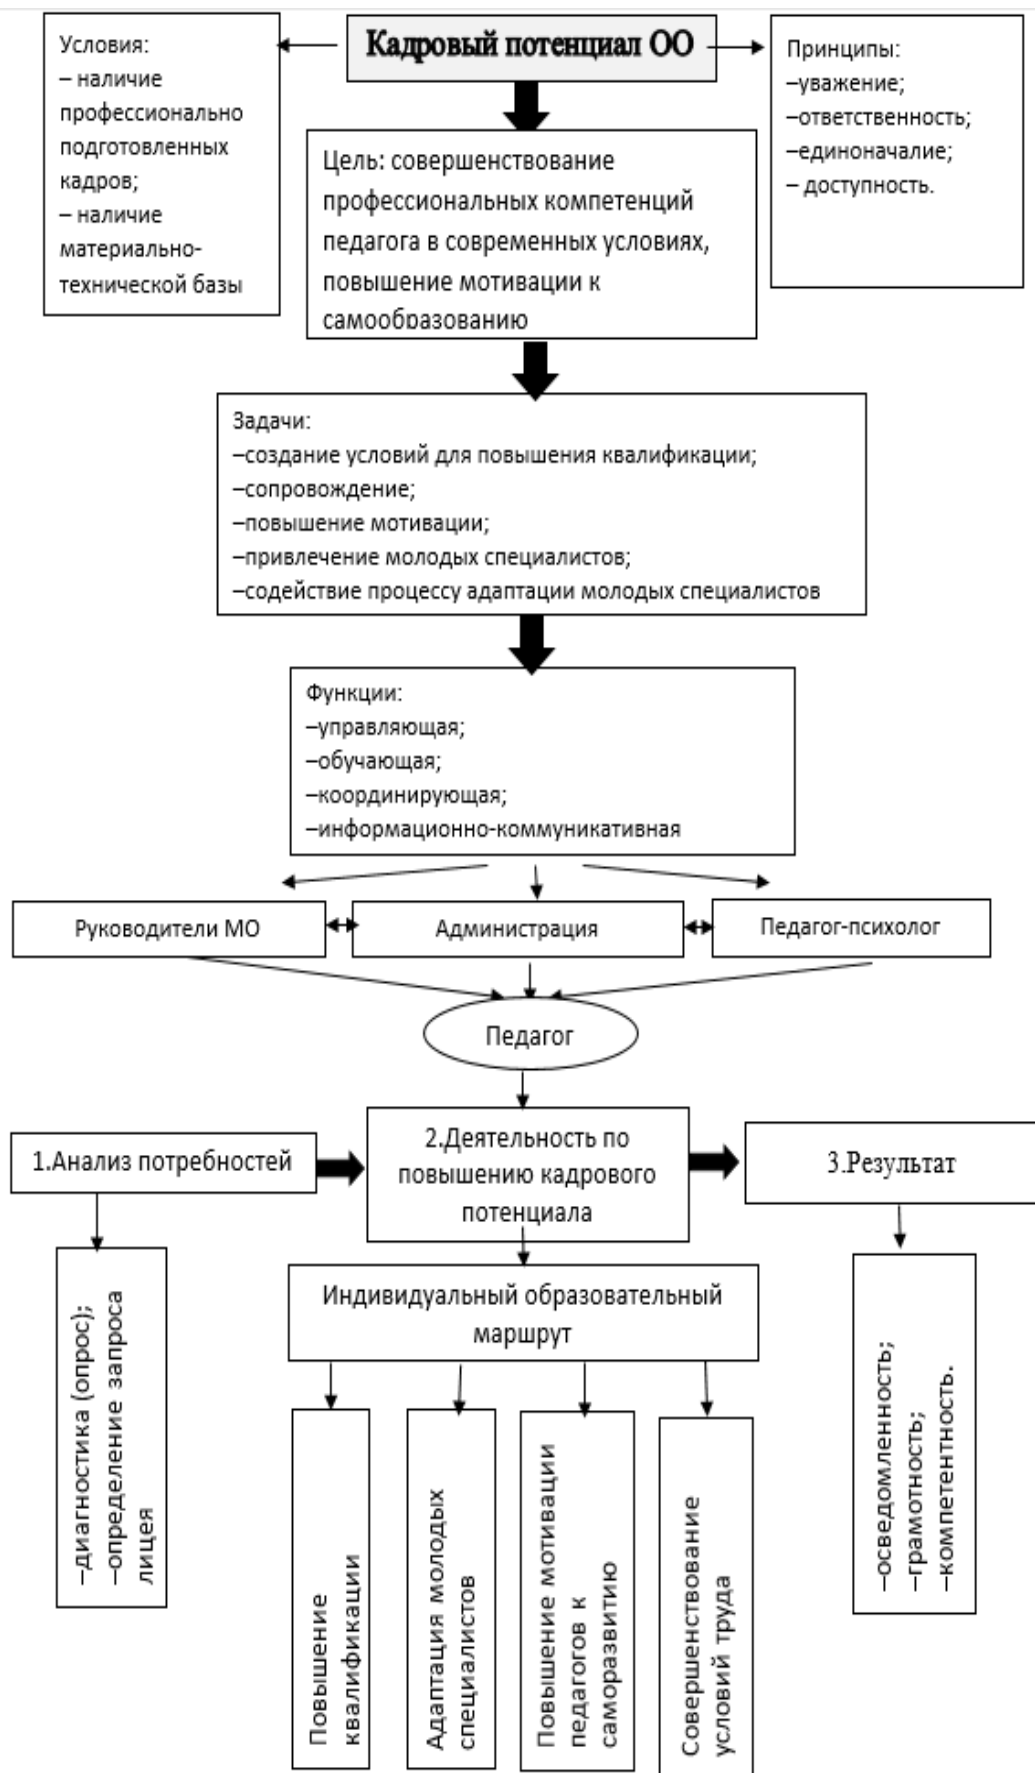 Кадровый потенциал ОО
Условия:
– наличие
профессионально
подготовленных
кадров;
– наличие
материально-
технической базы
Принципы:
–уважение;
–ответственность;
–единоначалие;
– доступность.
Цель: совершенствование
профессиональных компетенций
педагога в современных условиях,
повышение мотивации к
самообразованию
Задачи:
–создание условий для повышения квалификации;
–сопровождение;
–повышение мотивации;
–привлечение молодых специалистов;
–содействие процессу адаптации молодых специалистов
Функции:
–управляющая;
–обучающая;
–координирующая;
–информационно-коммуникативная
Руководители МО
Администрация
Педагог-психолог
Педагог
1.Анализ потребностей
2.Деятельность по
повышению кадрового
потенциала
3.Результат
–диагностика (опрос);
–определение запроса
лицея
Индивидуальный образовательный
маршрут
Повышение
квалификации
Адаптация молодых
специалистов
Повышение мотивации
педагогов к
саморазвитию
Совершенствование
условий труда
–осведомленность;
–грамотность;
–компетентность.